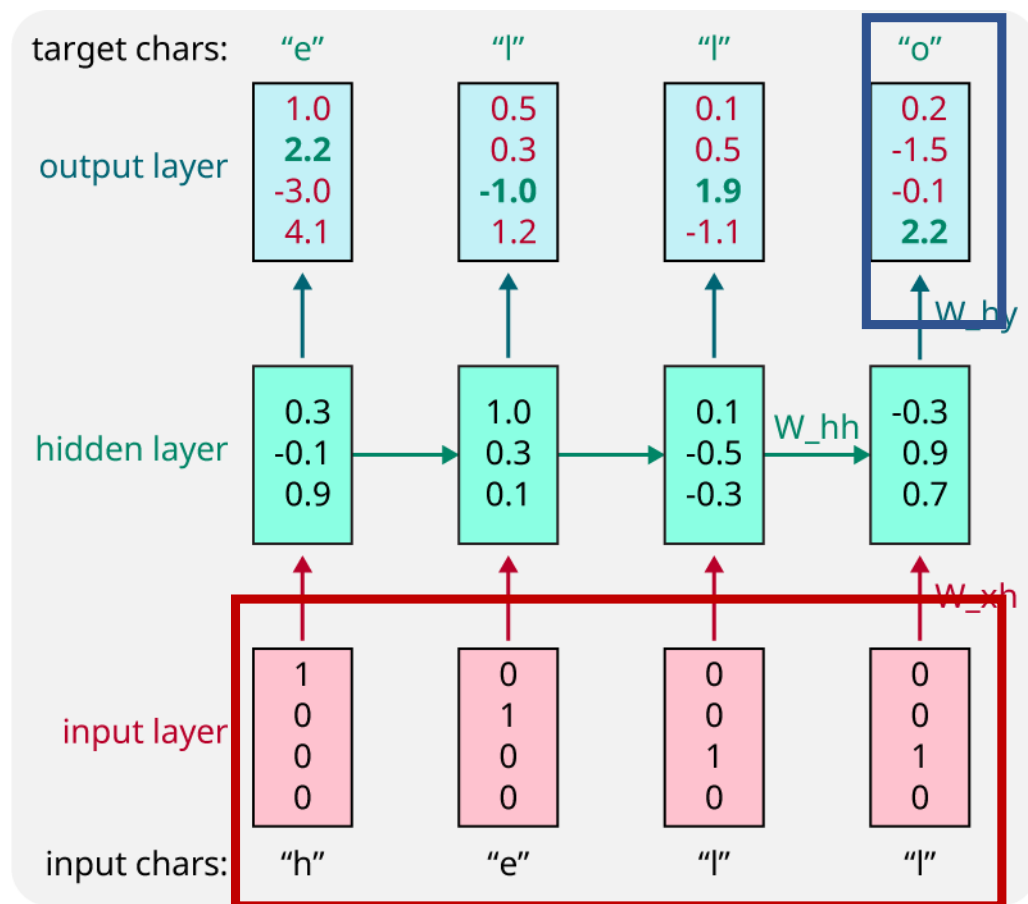 target chars: “e” “l” “l” “o”
output layer
1.0 0.5 0.1 0.2
2.2 0.3 0.5 -1.5
-3.0 -1.0 1.9 -0.1
4.1 1.2 -1.1 2.2
W_hy
hidden layer
0.3 1.0 0.1 -0.3
-0.1 0.3 -0.5 0.9
0.9 0.1 -0.3 0.7
W_hh
W_xh
input layer
1 0 0 0
0 1 0 0
0 0 1 1
0 0 0 0
input chars: “h” “e” “l” “l”